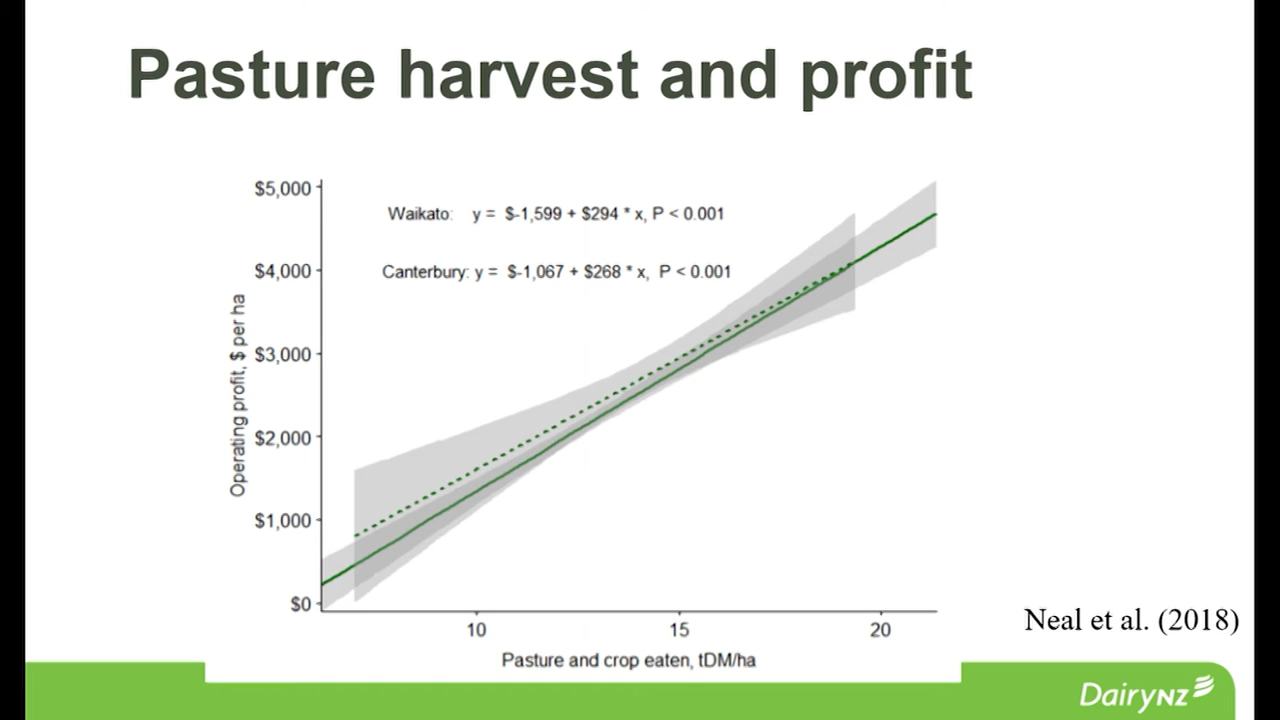 Pasture harvest and profit
$5,000
$4,000
$3,000
$2,000
$1,000
$0
Operating profit, $ per ha
Waikato: y = $-1,599 + $294 * x, P < 0.001
Canterbury: y = $-1,067 + $268 * x, P < 0.001
10 15 20
Pasture and crop eaten, tDM/ha
Neal et al. (2018)
DairyNZ